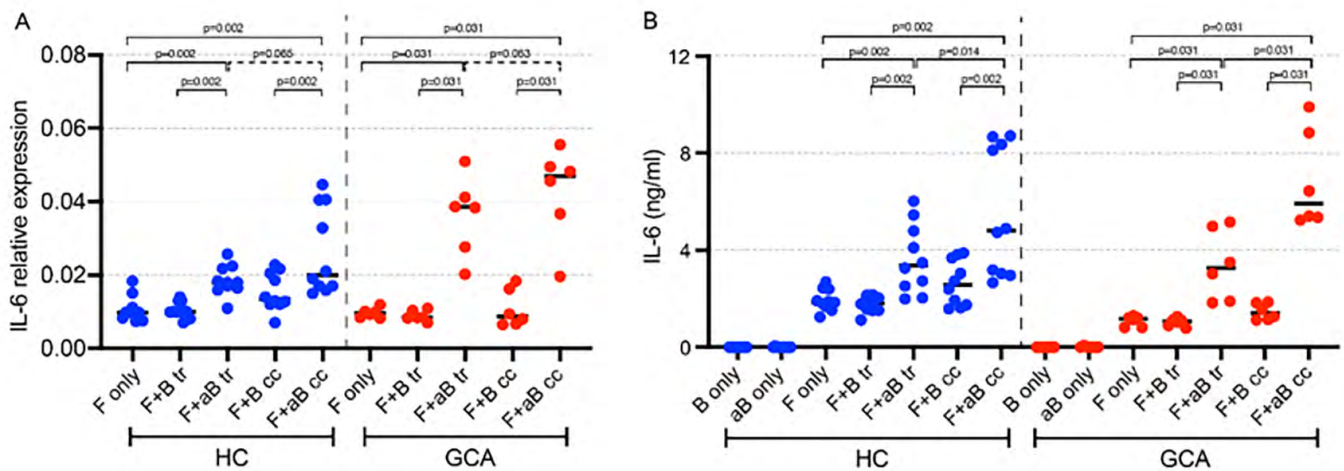 A
p=0.002
p=0.031
p=0.002
p=0.065
p=0.031
p=0.063
p=0.002
p=0.002
p=0.031
p=0.031
0.08
0.06
0.04
0.02
0.00
IL-6 relative expression
F only
F+B tr
F+aB tr
F+B cc
F+aB cc
F only
F+B tr
F+aB tr
F+B cc
F+aB cc
HC
GCA
B
p=0.002
p=0.031
p=0.002
p=0.014
p=0.031
p=0.031
p=0.002
p=0.002
p=0.031
p=0.031
12
8
4
0
IL-6 (ng/ml)
B only
aB only
F only
F+B tr
F+aB tr
F+B cc
F+aB cc
B only
aB only
F only
F+B tr
F+aB tr
F+B cc
F+aB cc
HC
GCA